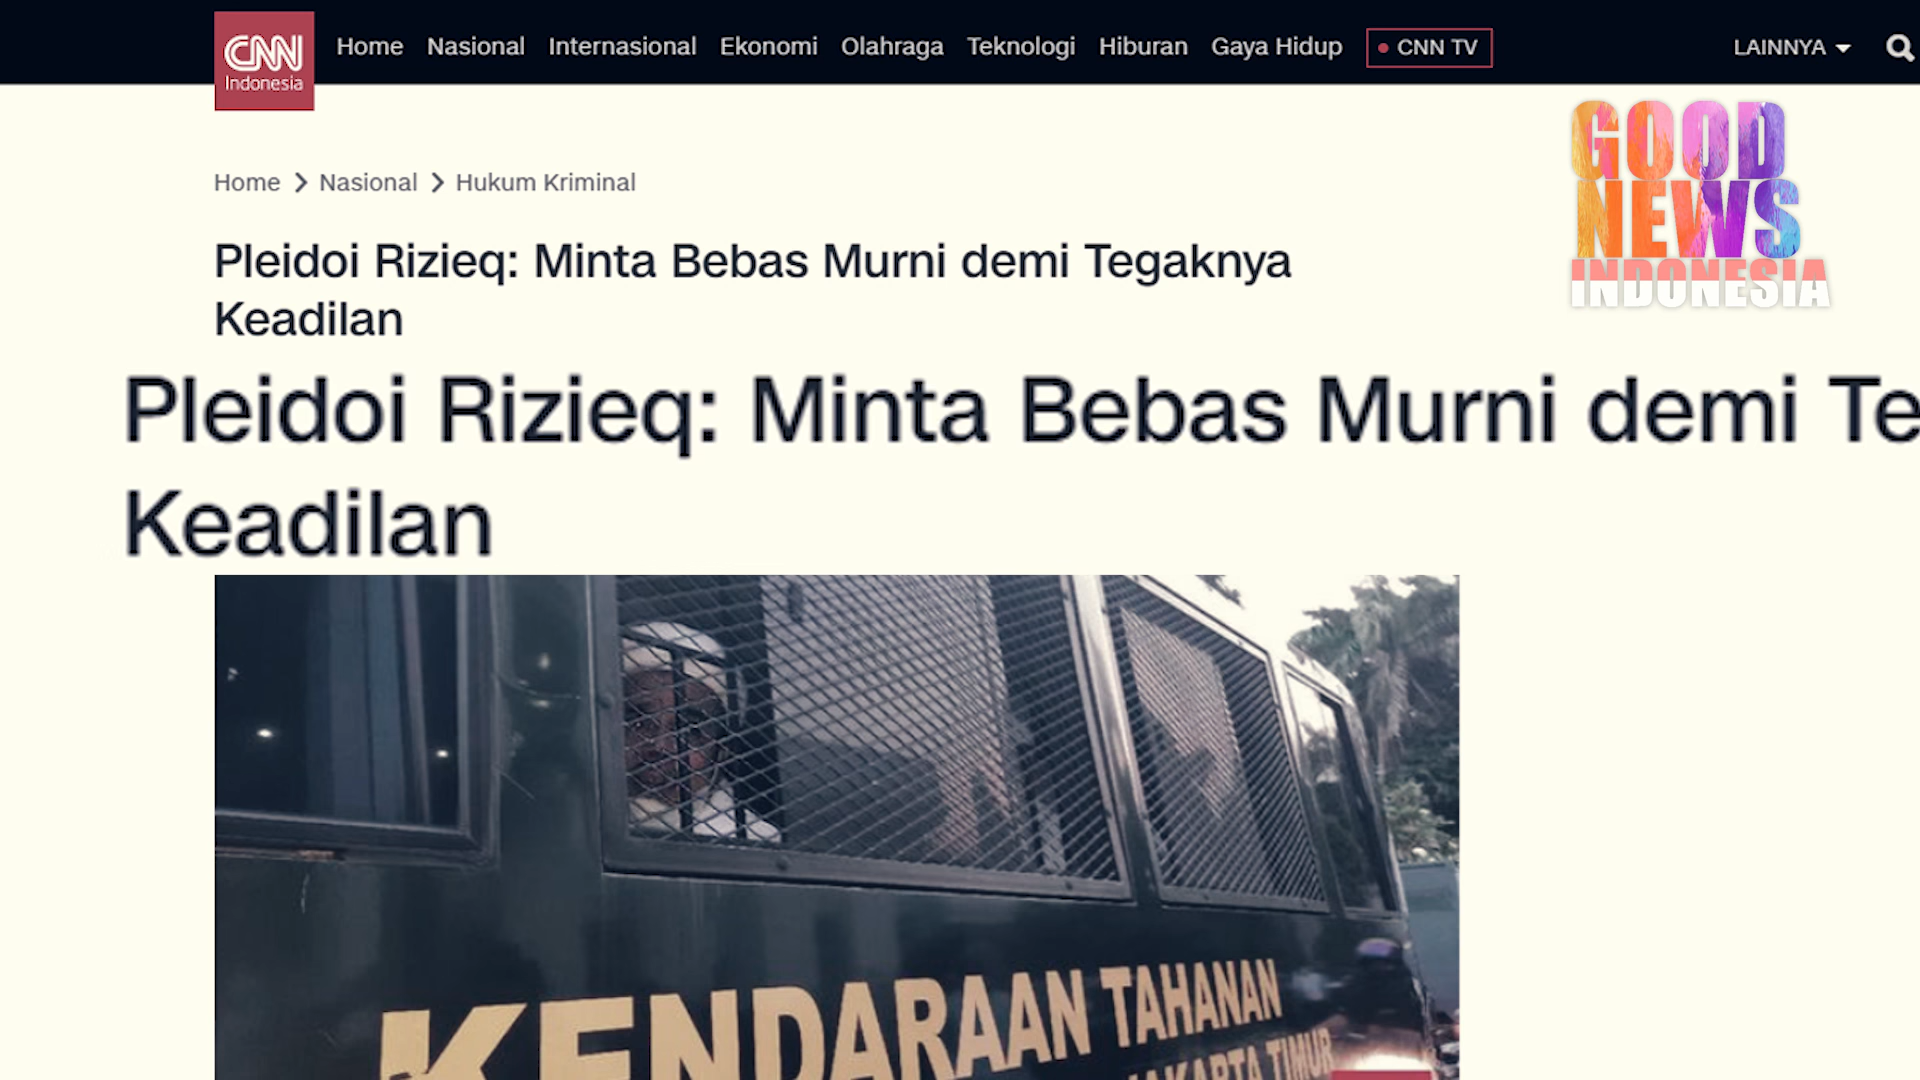 CNN
Indonesia
Home Nasional Internasional Ekonomi Olahraga Teknologi Hiburan Gaya Hidup CNN TV LAINNYA
GOOD
NEWS
INDONESIA
Home > Nasional > Hukum Kriminal
Pleidoi Rizieq: Minta Bebas Murni demi Tegaknya
Keadilan
Pleidoi Rizieq: Minta Bebas Murni demi Te
Keadilan
KENDARAAN TAHANAN
JAKARTA TIMUR